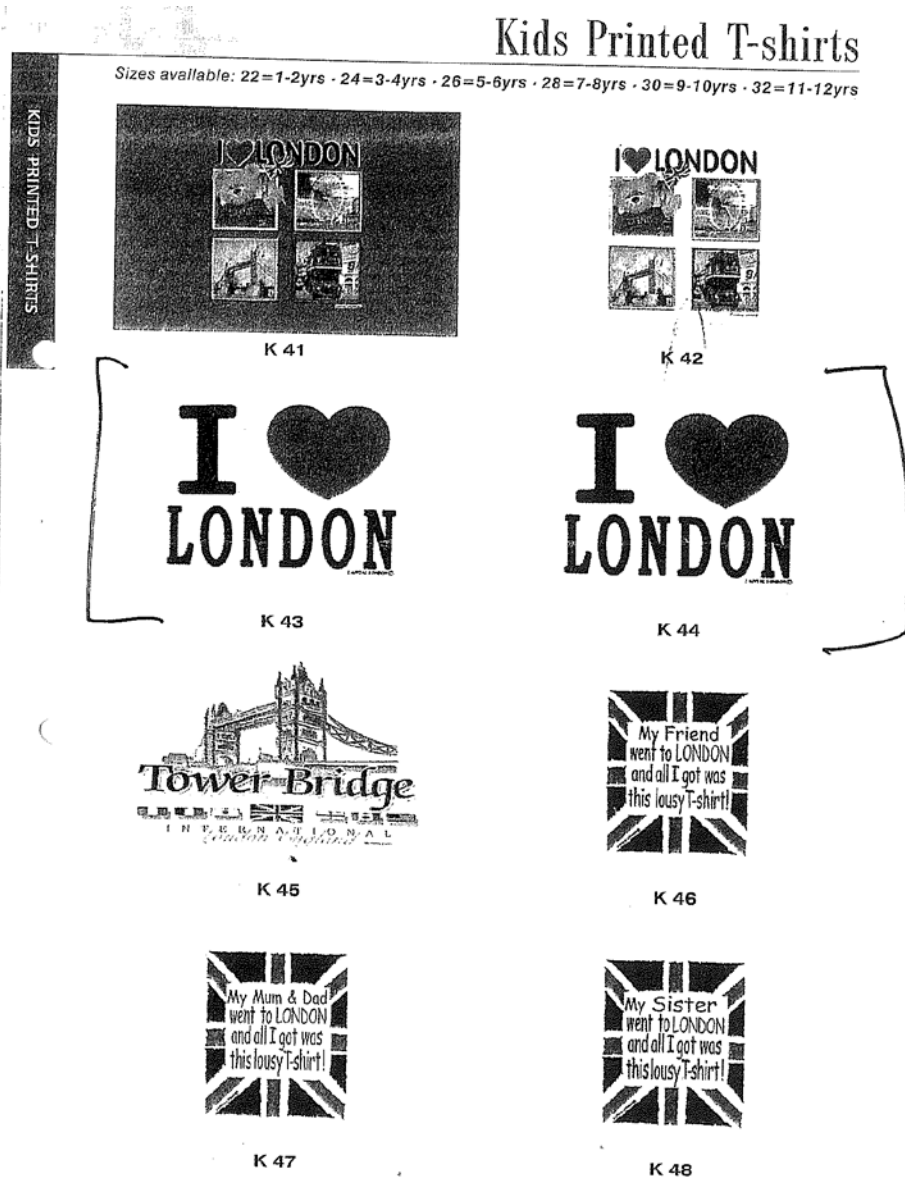 Kids Printed T-shirts
Sizes available: 22=1-2yrs · 24=3-4yrs · 26=5-6yrs · 28=7-8yrs · 30=9-10yrs · 32=11-12yrs
KIDS PRINTED T-SHIRTS
I LONDON
K 41
I LONDON
K 42
I
LONDON
K 43
I
LONDON
K 44
Tower Bridge
INTERNATIONAL
London England
K 45
My Friend
went to LONDON
and all I got was
this lousy T-shirt!
K 46
My Mum & Dad
went to LONDON
and all I got was
this lousy T-shirt!
K 47
My Sister
went to LONDON
and all I got was
this lousy T-shirt!
K 48